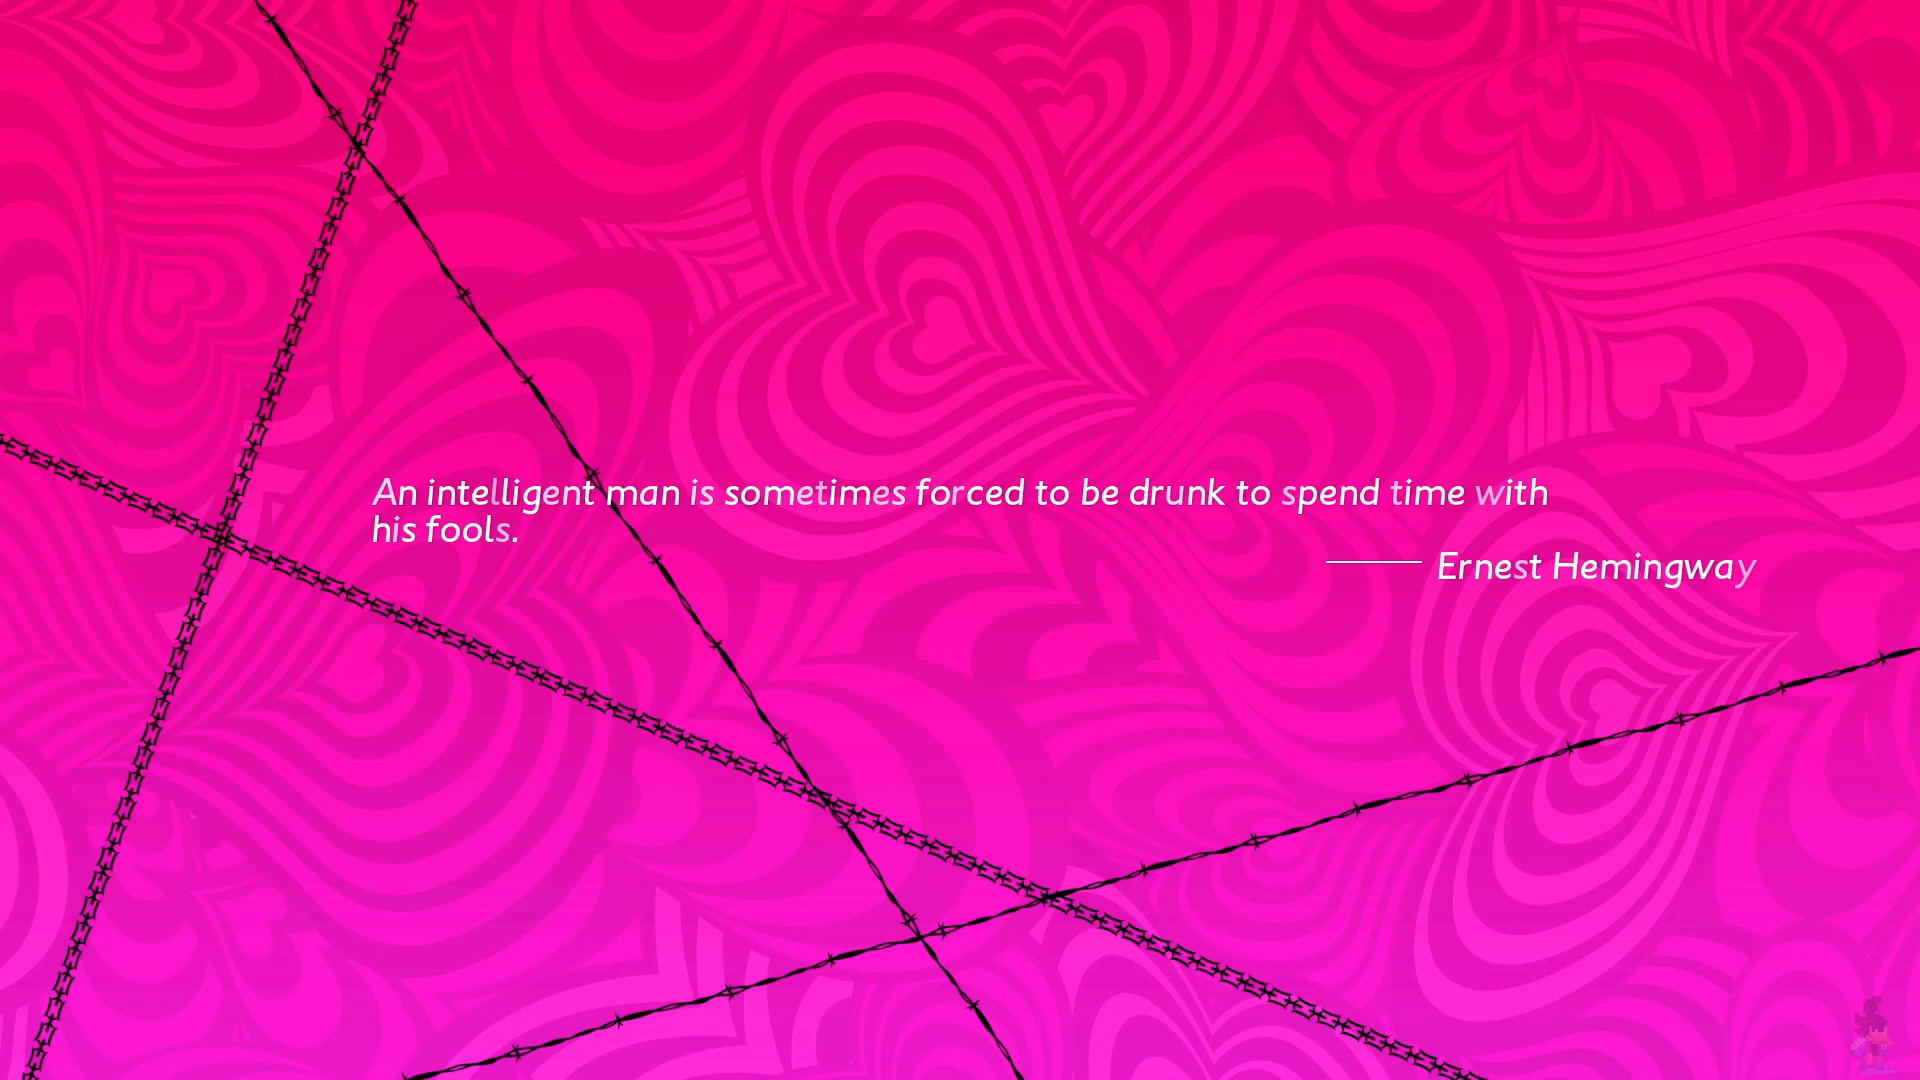 An intelligent man is sometimes forced to be drunk to spend time with
his fools.
—— Ernest Hemingway